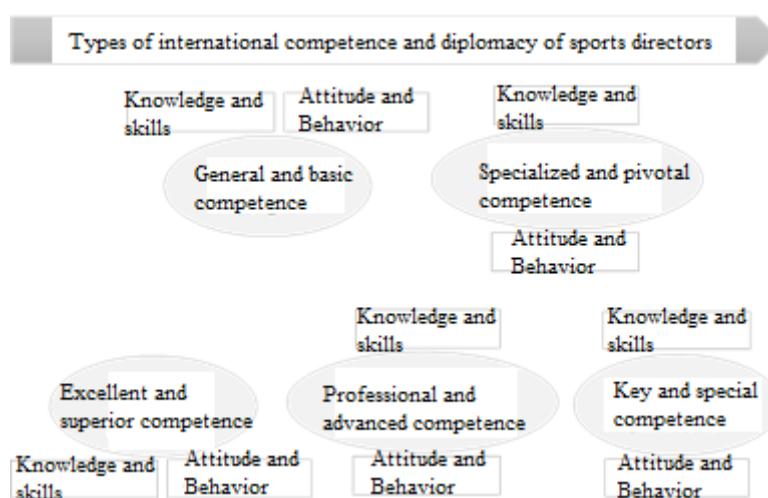 Types of international competence and diplomacy of sports directors
Knowledge and
skills
Attitude and
Behavior
Knowledge and
skills
General and basic
competence
Specialized and pivotal
competence
Attitude and
Behavior
Knowledge and
skills
Knowledge and
skills
Excellent and
superior competence
Professional and
advanced competence
Key and special
competence
Knowledge and
skills
Attitude and
Behavior
Attitude and
Behavior
Attitude and
Behavior